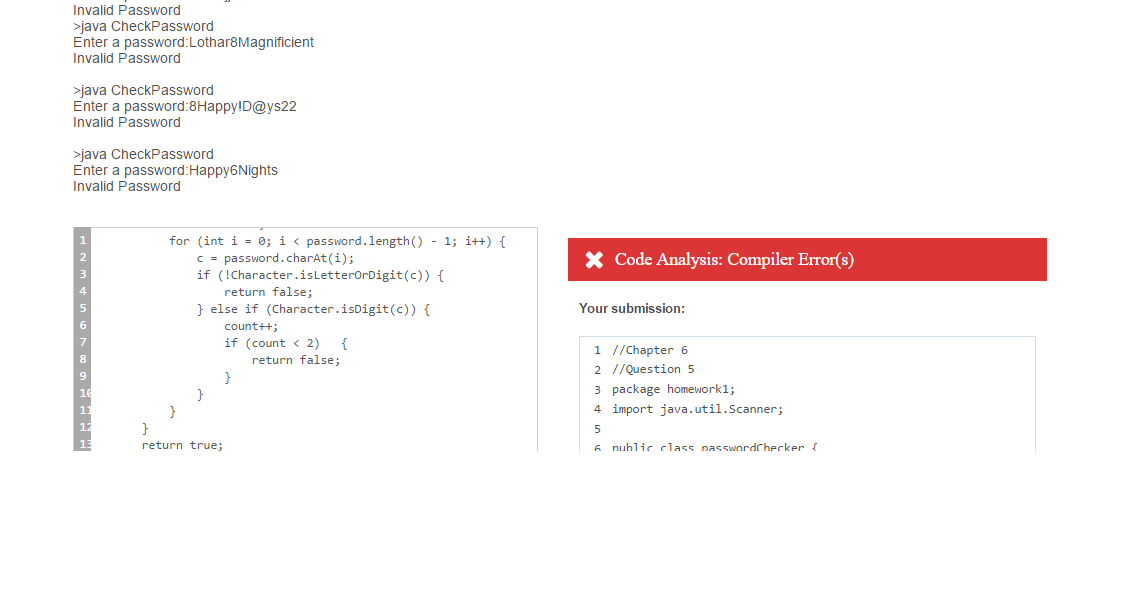 Invalid Password
>java CheckPassword
Enter a password:Lothar8Magnificient
Invalid Password
>java CheckPassword
Enter a password:8Happy!D@ys22
Invalid Password
>java CheckPassword
Enter a password:Happy6Nights
Invalid Password
1 for (int i = 0; i < password.length() - 1; i++) {
2 c = password.charAt(i);
3 if (!Character.isLetterOrDigit(c)) {
4 return false;
5 } else if (Character.isDigit(c)) {
6 count++;
7 if (count < 2)   {
8 return false;
9 }
10 }
11 }
12 }
13 return true;
Code Analysis: Compiler Error(s)
Your submission:
1 //Chapter 6
2 //Question 5
3 package homework1;
4 import java.util.Scanner;
5
6 public class passwordChecker {